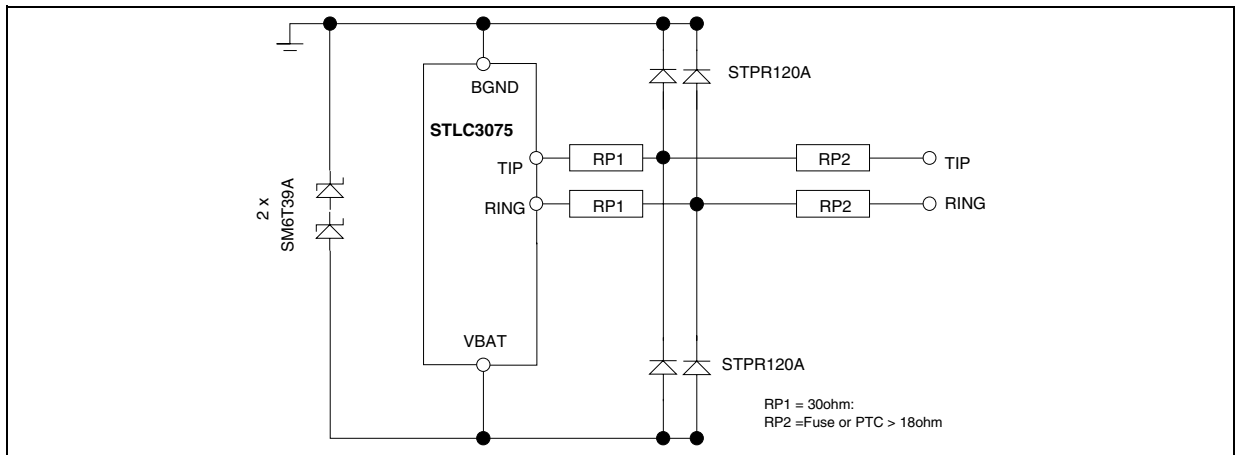 STPR120A
BGND
STLC3075
TIP
RP1
RP2
TIP
RING
RP1
RP2
RING
2 x
SM6T39A
VBAT
STPR120A
RP1 = 30ohm:
RP2 =Fuse or PTC > 18ohm